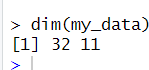 > dim(my_data)
[1] 32 11
>